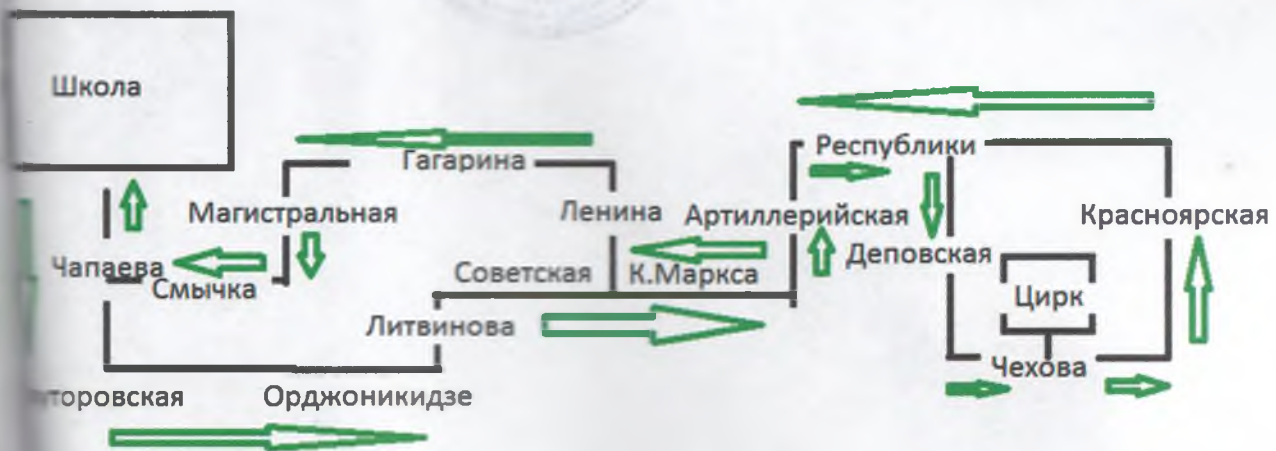 Школа
Республики
Гагарина
Магистральная
Ленина
Артиллерийская
Красноярская
Чапаева
Смычка
Советская
К.Маркса
Деповская
Цирк
Литвинова
Чехова
Орджоникидзе